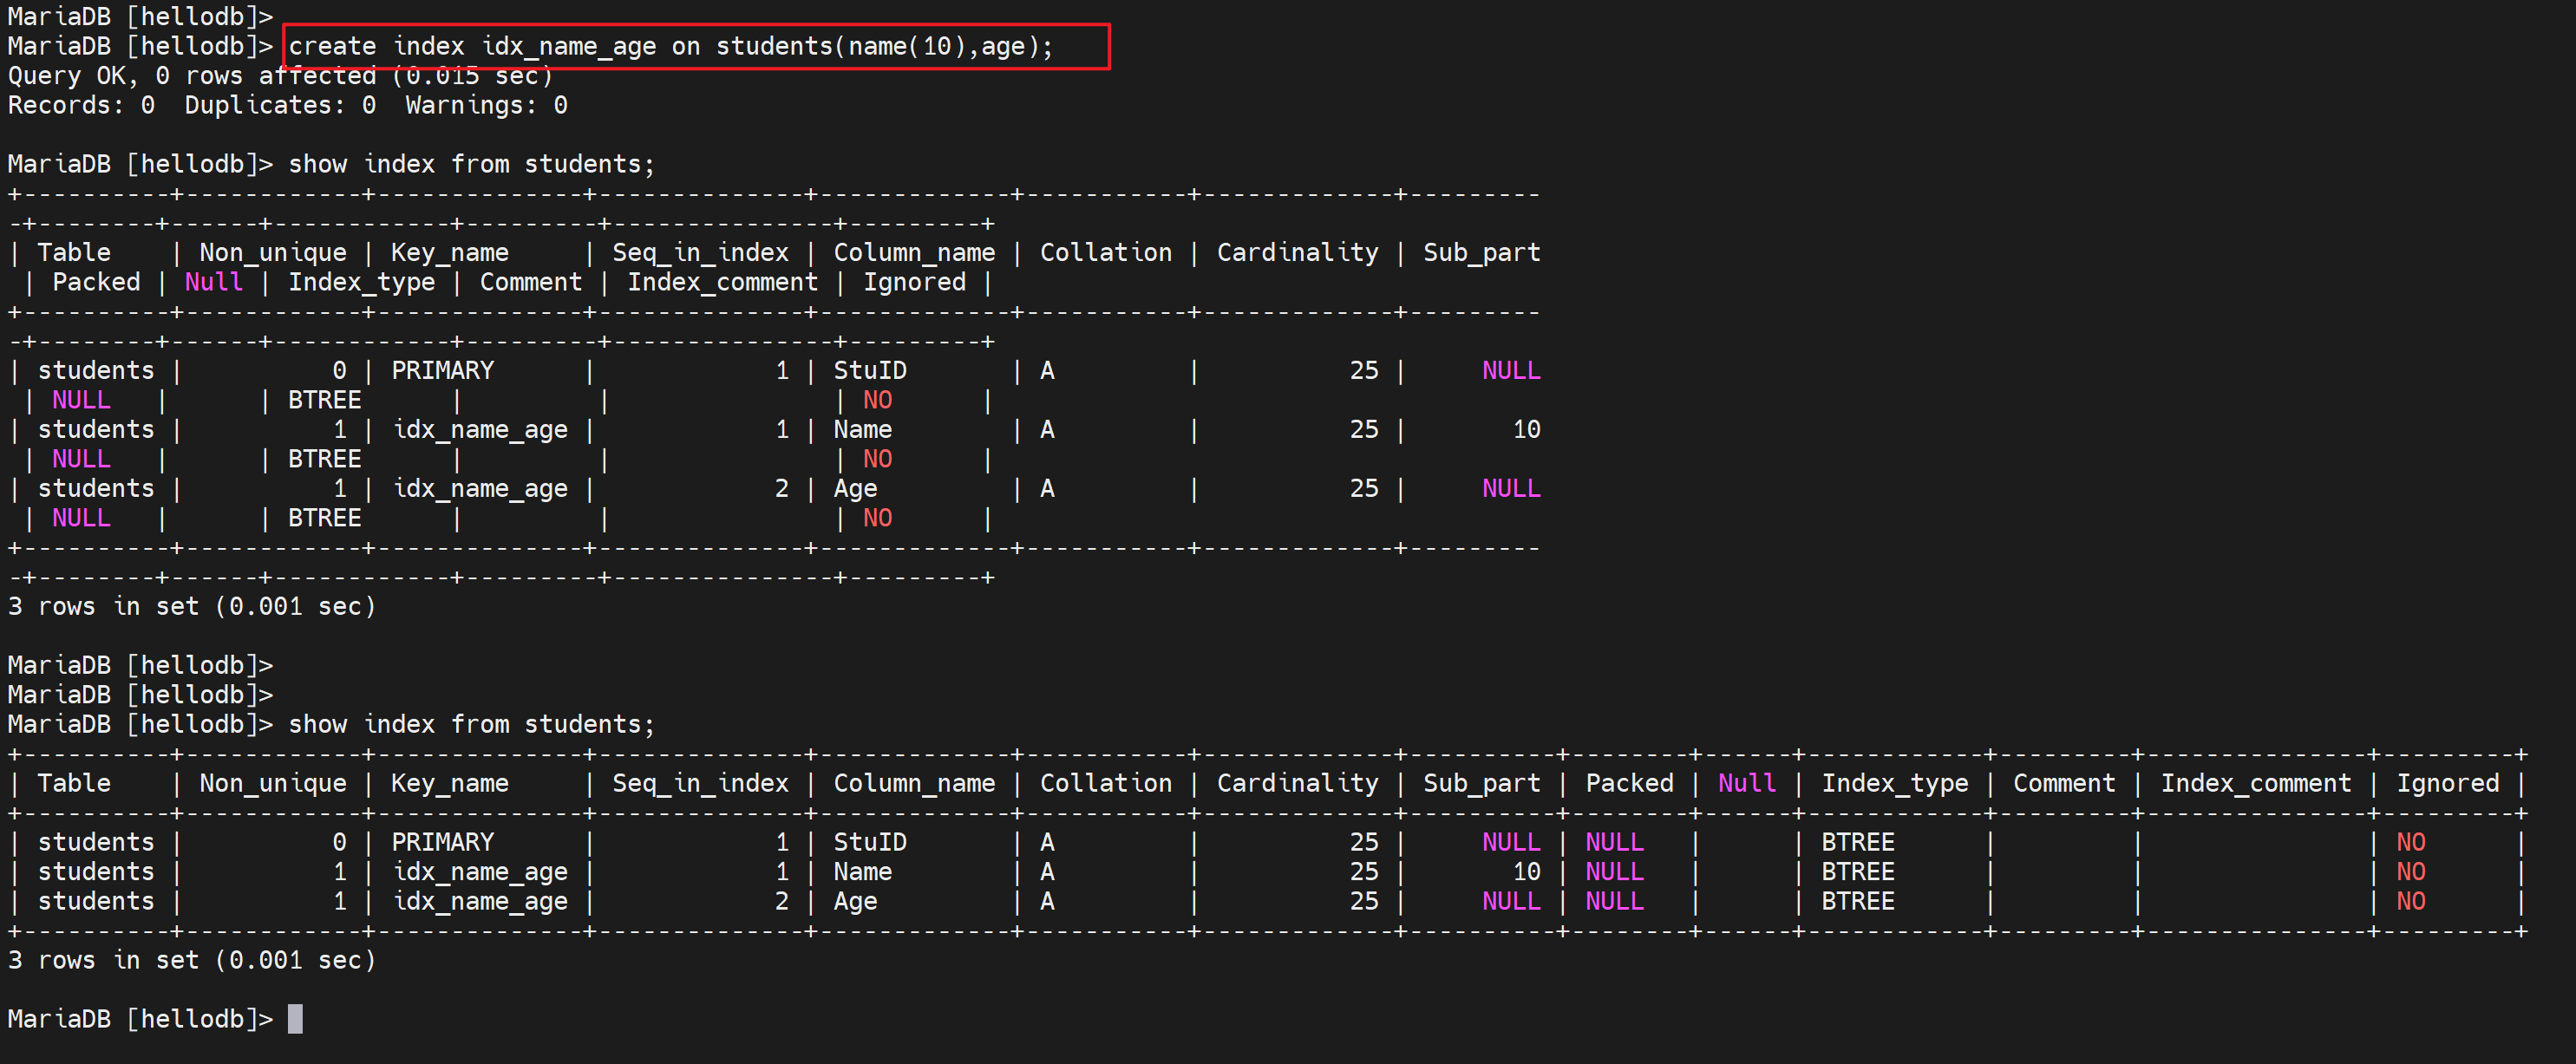 MariaDB [hellodb]>
MariaDB [hellodb]> create index idx_name_age on students(name(10),age);
Query OK, 0 rows affected (0.015 sec)
Records: 0  Duplicates: 0  Warnings: 0
MariaDB [hellodb]> show index from students;
+----------+------------+--------------+--------------+-------------+-----------+-------------+---------
-+--------+------+------------+---------+---------------+---------+
| Table    | Non_unique | Key_name     | Seq_in_index | Column_name | Collation | Cardinality | Sub_part
 | Packed | Null | Index_type | Comment | Index_comment | Ignored |
+----------+------------+--------------+--------------+-------------+-----------+-------------+---------
-+--------+------+------------+---------+---------------+---------+
| students |          0 | PRIMARY      |            1 | StuID       | A         |          25 |     NULL
 | NULL   |      | BTREE      |         |               | NO      |
| students |          1 | idx_name_age |            1 | Name        | A         |          25 |       10
 | NULL   |      | BTREE      |         |               | NO      |
| students |          1 | idx_name_age |            2 | Age         | A         |          25 |     NULL
 | NULL   |      | BTREE      |         |               | NO      |
+----------+------------+--------------+--------------+-------------+-----------+-------------+---------
-+--------+------+------------+---------+---------------+---------+
3 rows in set (0.001 sec)
MariaDB [hellodb]>
MariaDB [hellodb]>
MariaDB [hellodb]> show index from students;
+----------+------------+--------------+--------------+-------------+-----------+-------------+----------+--------+------+------------+---------+---------------+---------+
| Table    | Non_unique | Key_name     | Seq_in_index | Column_name | Collation | Cardinality | Sub_part | Packed | Null | Index_type | Comment | Index_comment | Ignored |
+----------+------------+--------------+--------------+-------------+-----------+-------------+----------+--------+------+------------+---------+---------------+---------+
| students |          0 | PRIMARY      |            1 | StuID       | A         |          25 |     NULL | NULL   |      | BTREE      |         |               | NO      |
| students |          1 | idx_name_age |            1 | Name        | A         |          25 |       10 | NULL   |      | BTREE      |         |               | NO      |
| students |          1 | idx_name_age |            2 | Age         | A         |          25 |     NULL | NULL   |      | BTREE      |         |               | NO      |
+----------+------------+--------------+--------------+-------------+-----------+-------------+----------+--------+------+------------+---------+---------------+---------+
3 rows in set (0.001 sec)
MariaDB [hellodb]>